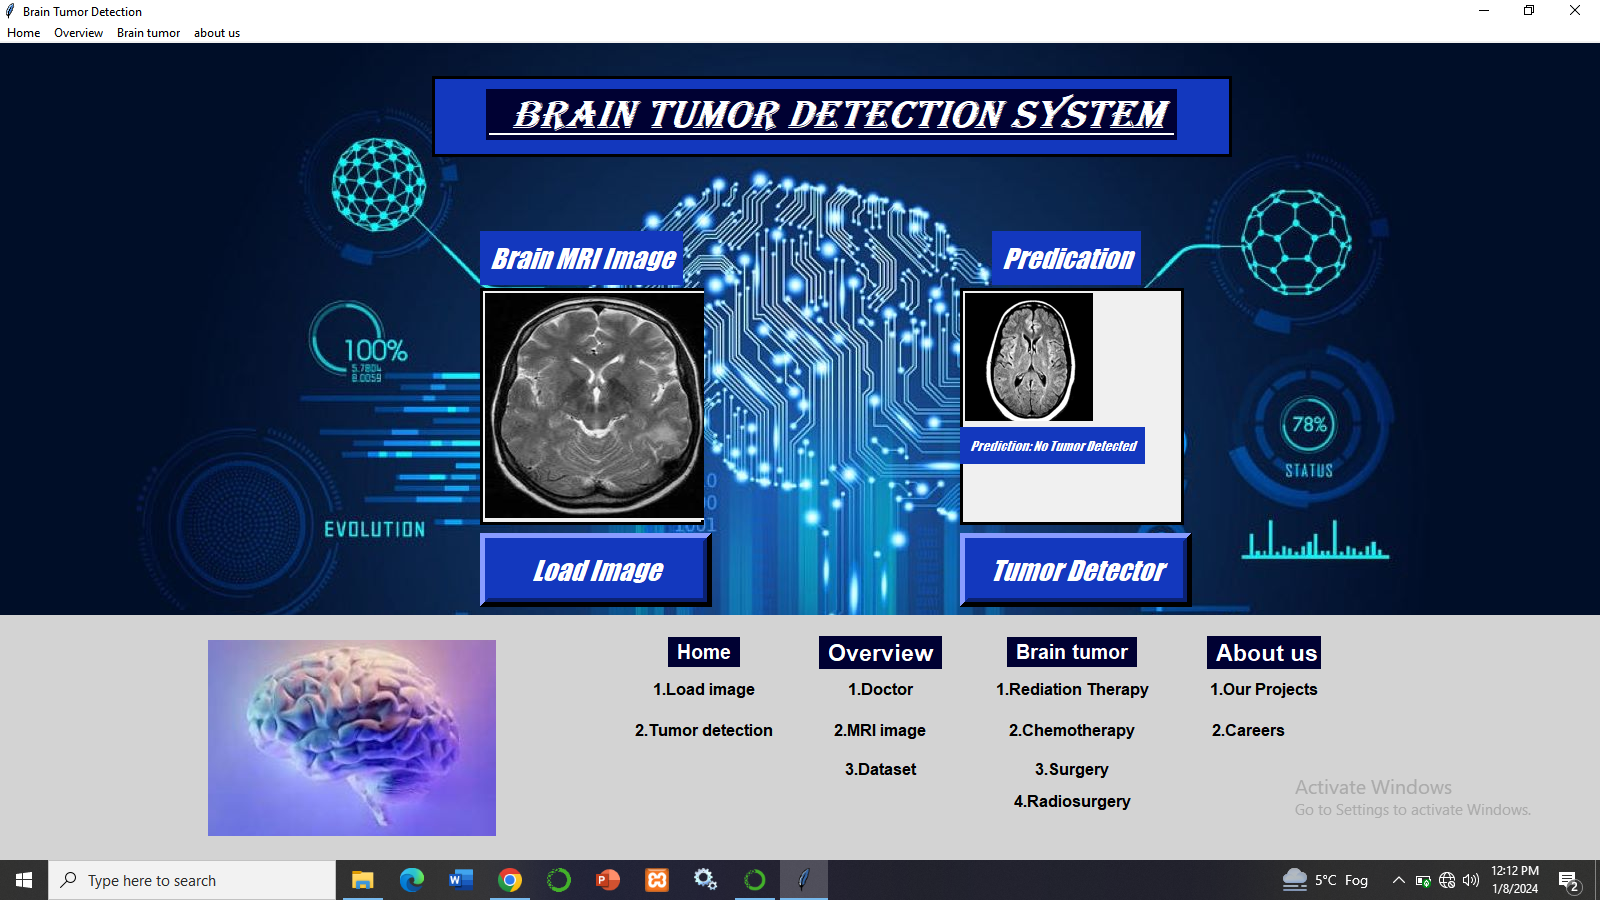 Brain Tumor Detection
Home Overview Brain tumor about us
BRAIN TUMOR DETECTION SYSTEM
Brain MRI Image
Predication
100%
5.7804
8.0059
EVOLUTION
78%
STATUS
Prediction: No Tumor Detected
Load Image
Tumor Detector
Home
1.Load image
2.Tumor detection
Overview
1.Doctor
2.MRI image
3.Dataset
Brain tumor
1.Rediation Therapy
2.Chemotherapy
3.Surgery
4.Radiosurgery
About us
1.Our Projects
2.Careers
Activate Windows
Go to Settings to activate Windows.
Type here to search
5°C Fog
12:12 PM
1/8/2024
2